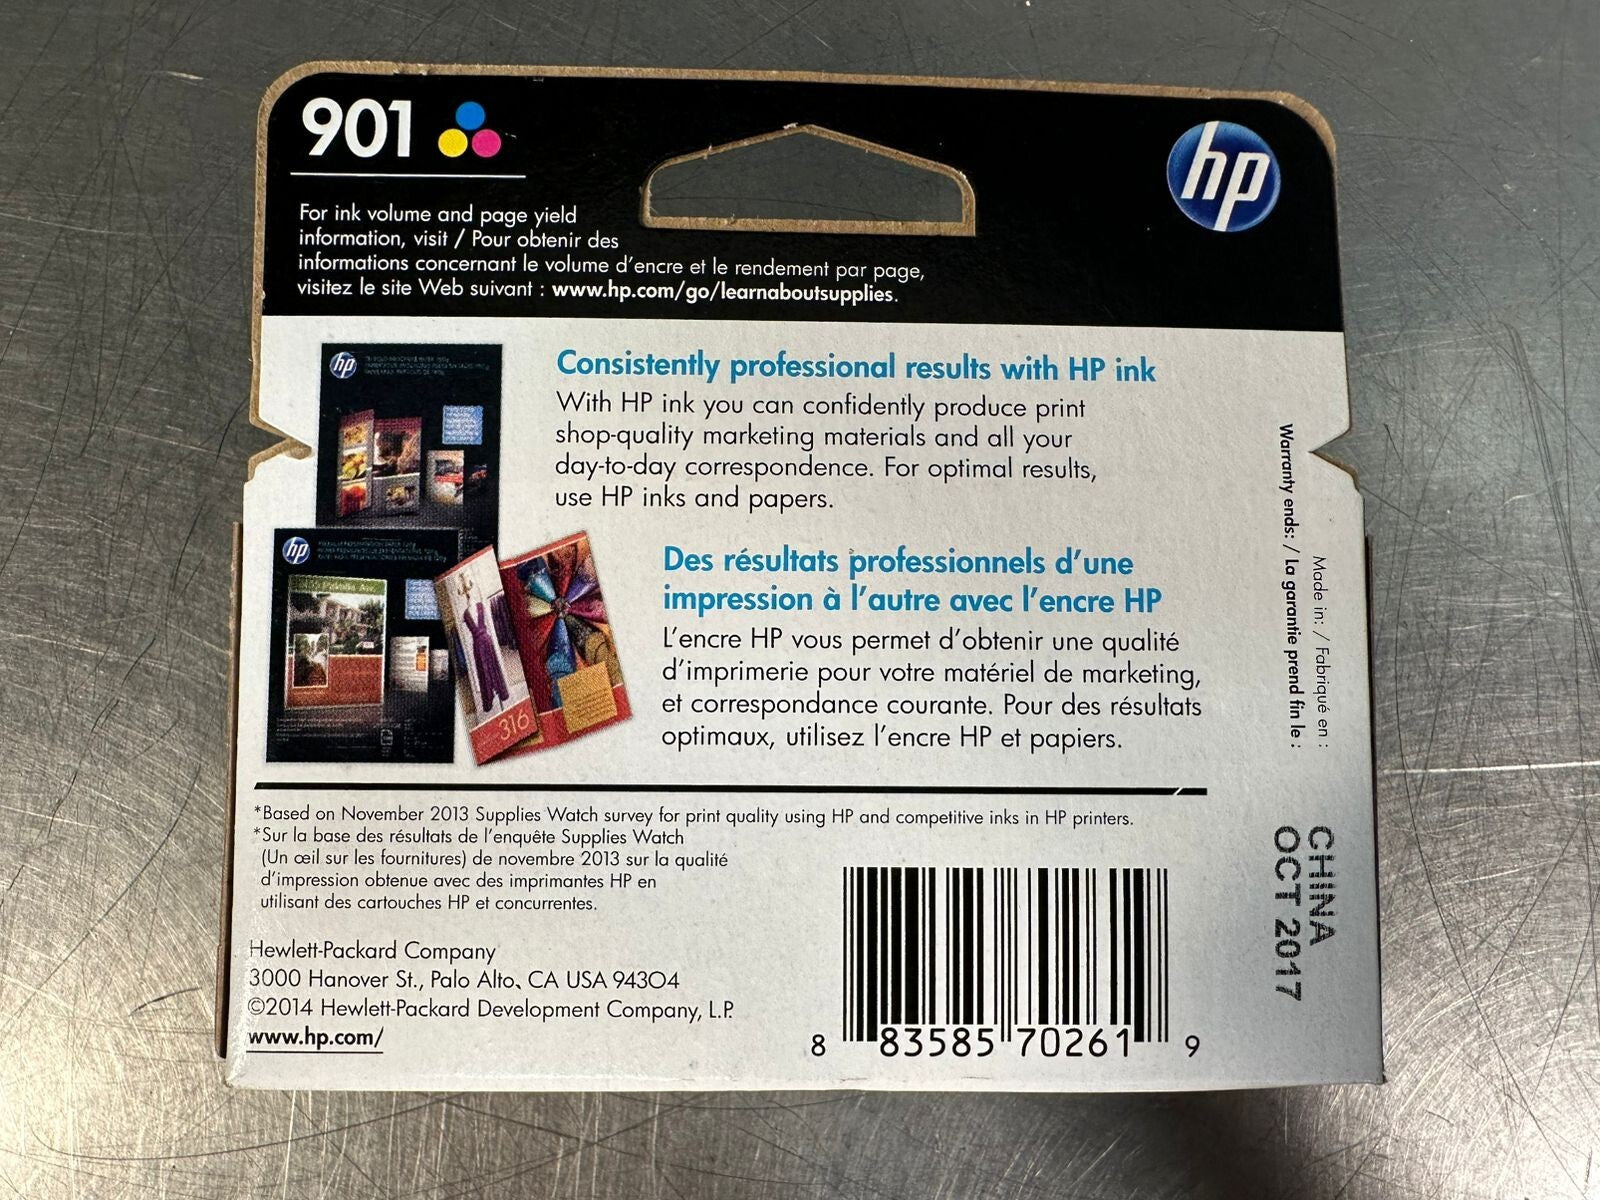 901
hp
For ink volume and page yield
information, visit / Pour obtenir des
informations concernant le volume d'encre et le rendement par page,
visitez le site Web suivant : www.hp.com/go/learnaboutsupplies.
hp
hp
316
Consistently professional results with HP ink
With HP ink you can confidently produce print
shop-quality marketing materials and all your
day-to-day correspondence. For optimal results,
use HP inks and papers.
Des résultats professionnels d'une
impression à l'autre avec l'encre HP
L'encre HP vous permet d'obtenir une qualité
d'imprimerie pour votre matériel de marketing,
et correspondance courante. Pour des résultats
optimaux, utilisez l'encre HP et papiers.
*Based on November 2013 Supplies Watch survey for print quality using HP and competitive inks in HP printers.
*Sur la base des résultats de l'enquête Supplies Watch
(Un œil sur les fournitures) de novembre 2013 sur la qualité
d'impression obtenue avec des imprimantes HP en
utilisant des cartouches HP et concurrentes.
Hewlett-Packard Company
3000 Hanover St., Palo Alto, CA USA 94304
©2014 Hewlett-Packard Development Company, L.P.
www.hp.com/
8 83585 70261 9
Made in: / Fabriqué en : CHINA
Warranty ends: / La garantie prend fin le : OCT 2017